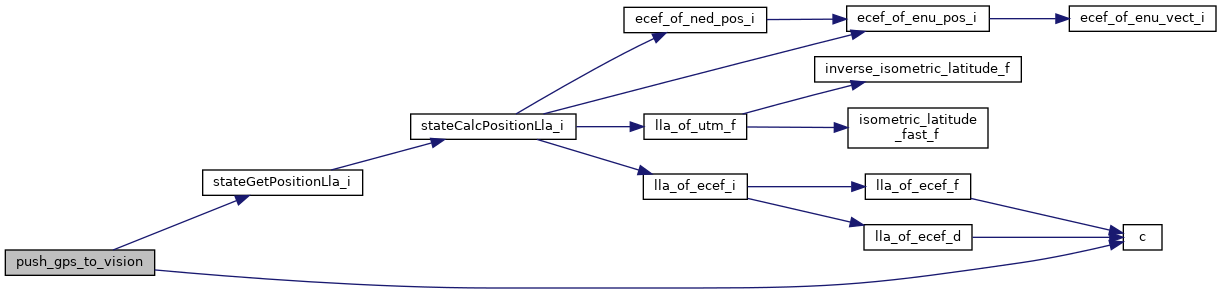 ecef_of_ned_pos_i
ecef_of_enu_pos_i
ecef_of_enu_vect_i
inverse_isometric_latitude_f
stateCalcPositionLla_i
lla_of_utm_f
isometric_latitude
_fast_f
stateGetPositionLla_i
lla_of_ecef_i
lla_of_ecef_f
lla_of_ecef_d
c
push_gps_to_vision